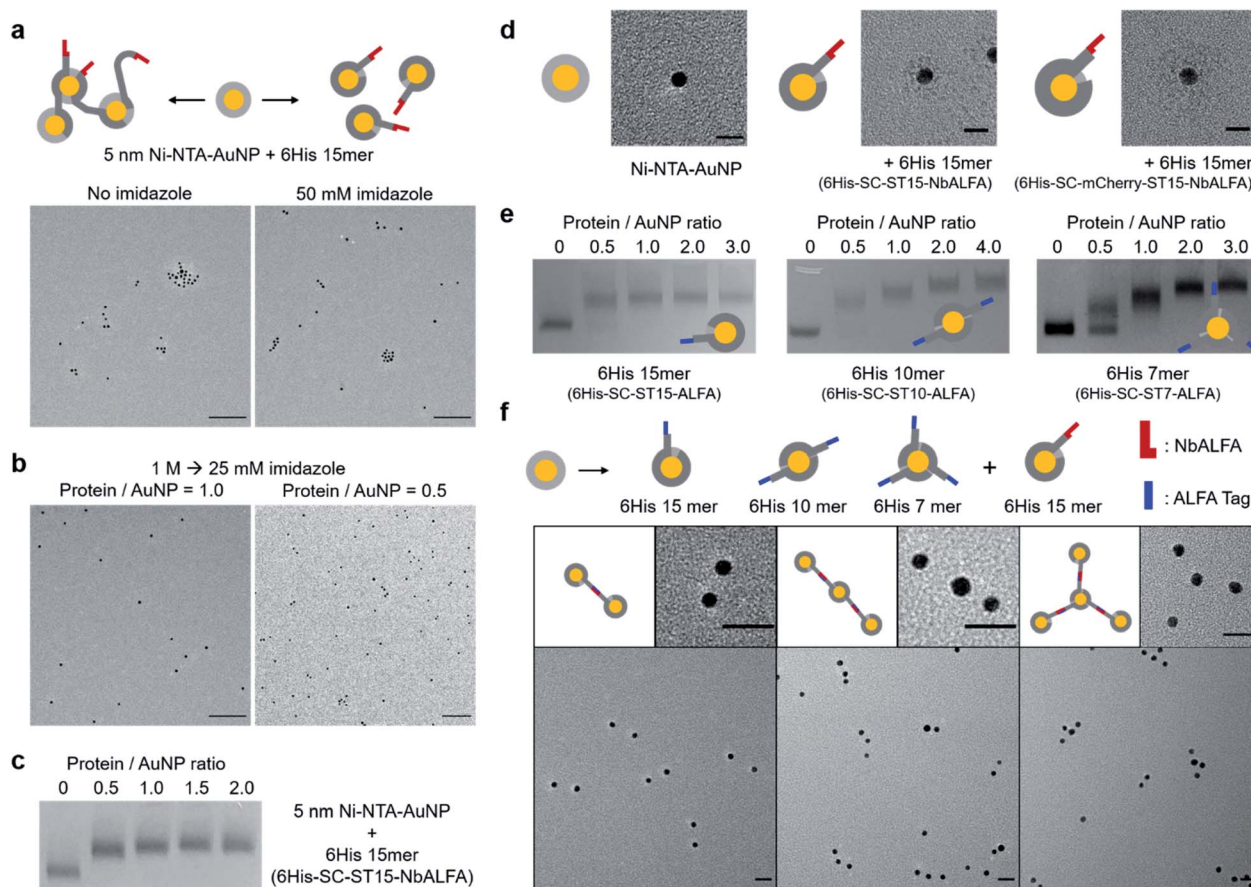 a
5 nm Ni-NTA-AuNP + 6His 15mer
No imidazole
50 mM imidazole
b
1 M → 25 mM imidazole
Protein / AuNP = 1.0
Protein / AuNP = 0.5
c
Protein / AuNP ratio
0 0.5 1.0 1.5 2.0
5 nm Ni-NTA-AuNP
+
6His 15mer
(6His-SC-ST15-NbALFA)
d
Ni-NTA-AuNP
+ 6His 15mer
(6His-SC-ST15-NbALFA)
+ 6His 15mer
(6His-SC-mCherry-ST15-NbALFA)
e
Protein / AuNP ratio
0 0.5 1.0 2.0 3.0
6His 15mer
(6His-SC-ST15-ALFA)
Protein / AuNP ratio
0 0.5 1.0 2.0 4.0
6His 10mer
(6His-SC-ST10-ALFA)
Protein / AuNP ratio
0 0.5 1.0 2.0 3.0
6His 7mer
(6His-SC-ST7-ALFA)
f
+
6His 15 mer
6His 10 mer
6His 7 mer
6His 15 mer
: NbALFA
: ALFA Tag